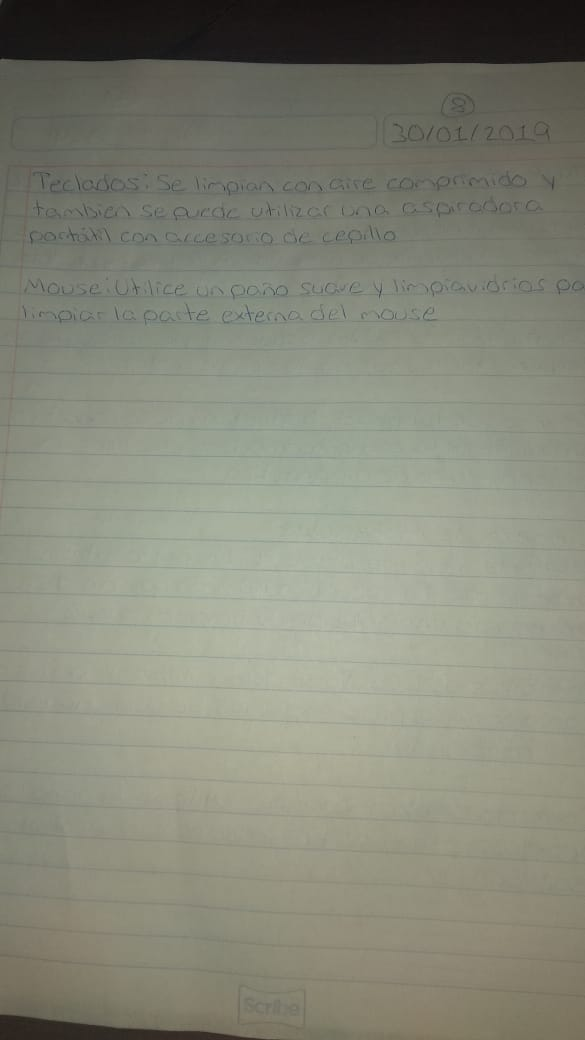 8
30/01/2019
Teclados: Se limpian con aire comprimido y
tambien se puede utilizar una aspiradora
portátil con accesorio de cepillo
Mouse: Utilice un paño suave y limpiavidrios pa
limpiar la parte externa del mouse
Scribe